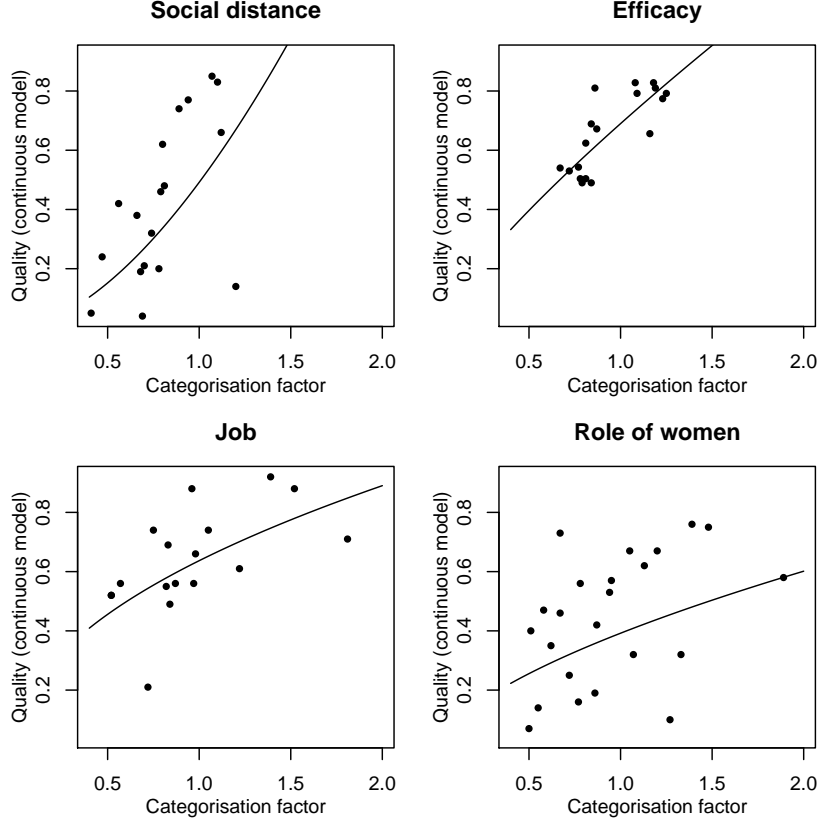 Social distance
Quality (continuous model)
0.2 0.4 0.6 0.8
0.5 1.0 1.5 2.0
Categorisation factor
Efficacy
Quality (continuous model)
0.2 0.4 0.6 0.8
0.5 1.0 1.5 2.0
Categorisation factor
Job
Quality (continuous model)
0.2 0.4 0.6 0.8
0.5 1.0 1.5 2.0
Categorisation factor
Role of women
Quality (continuous model)
0.2 0.4 0.6 0.8
0.5 1.0 1.5 2.0
Categorisation factor